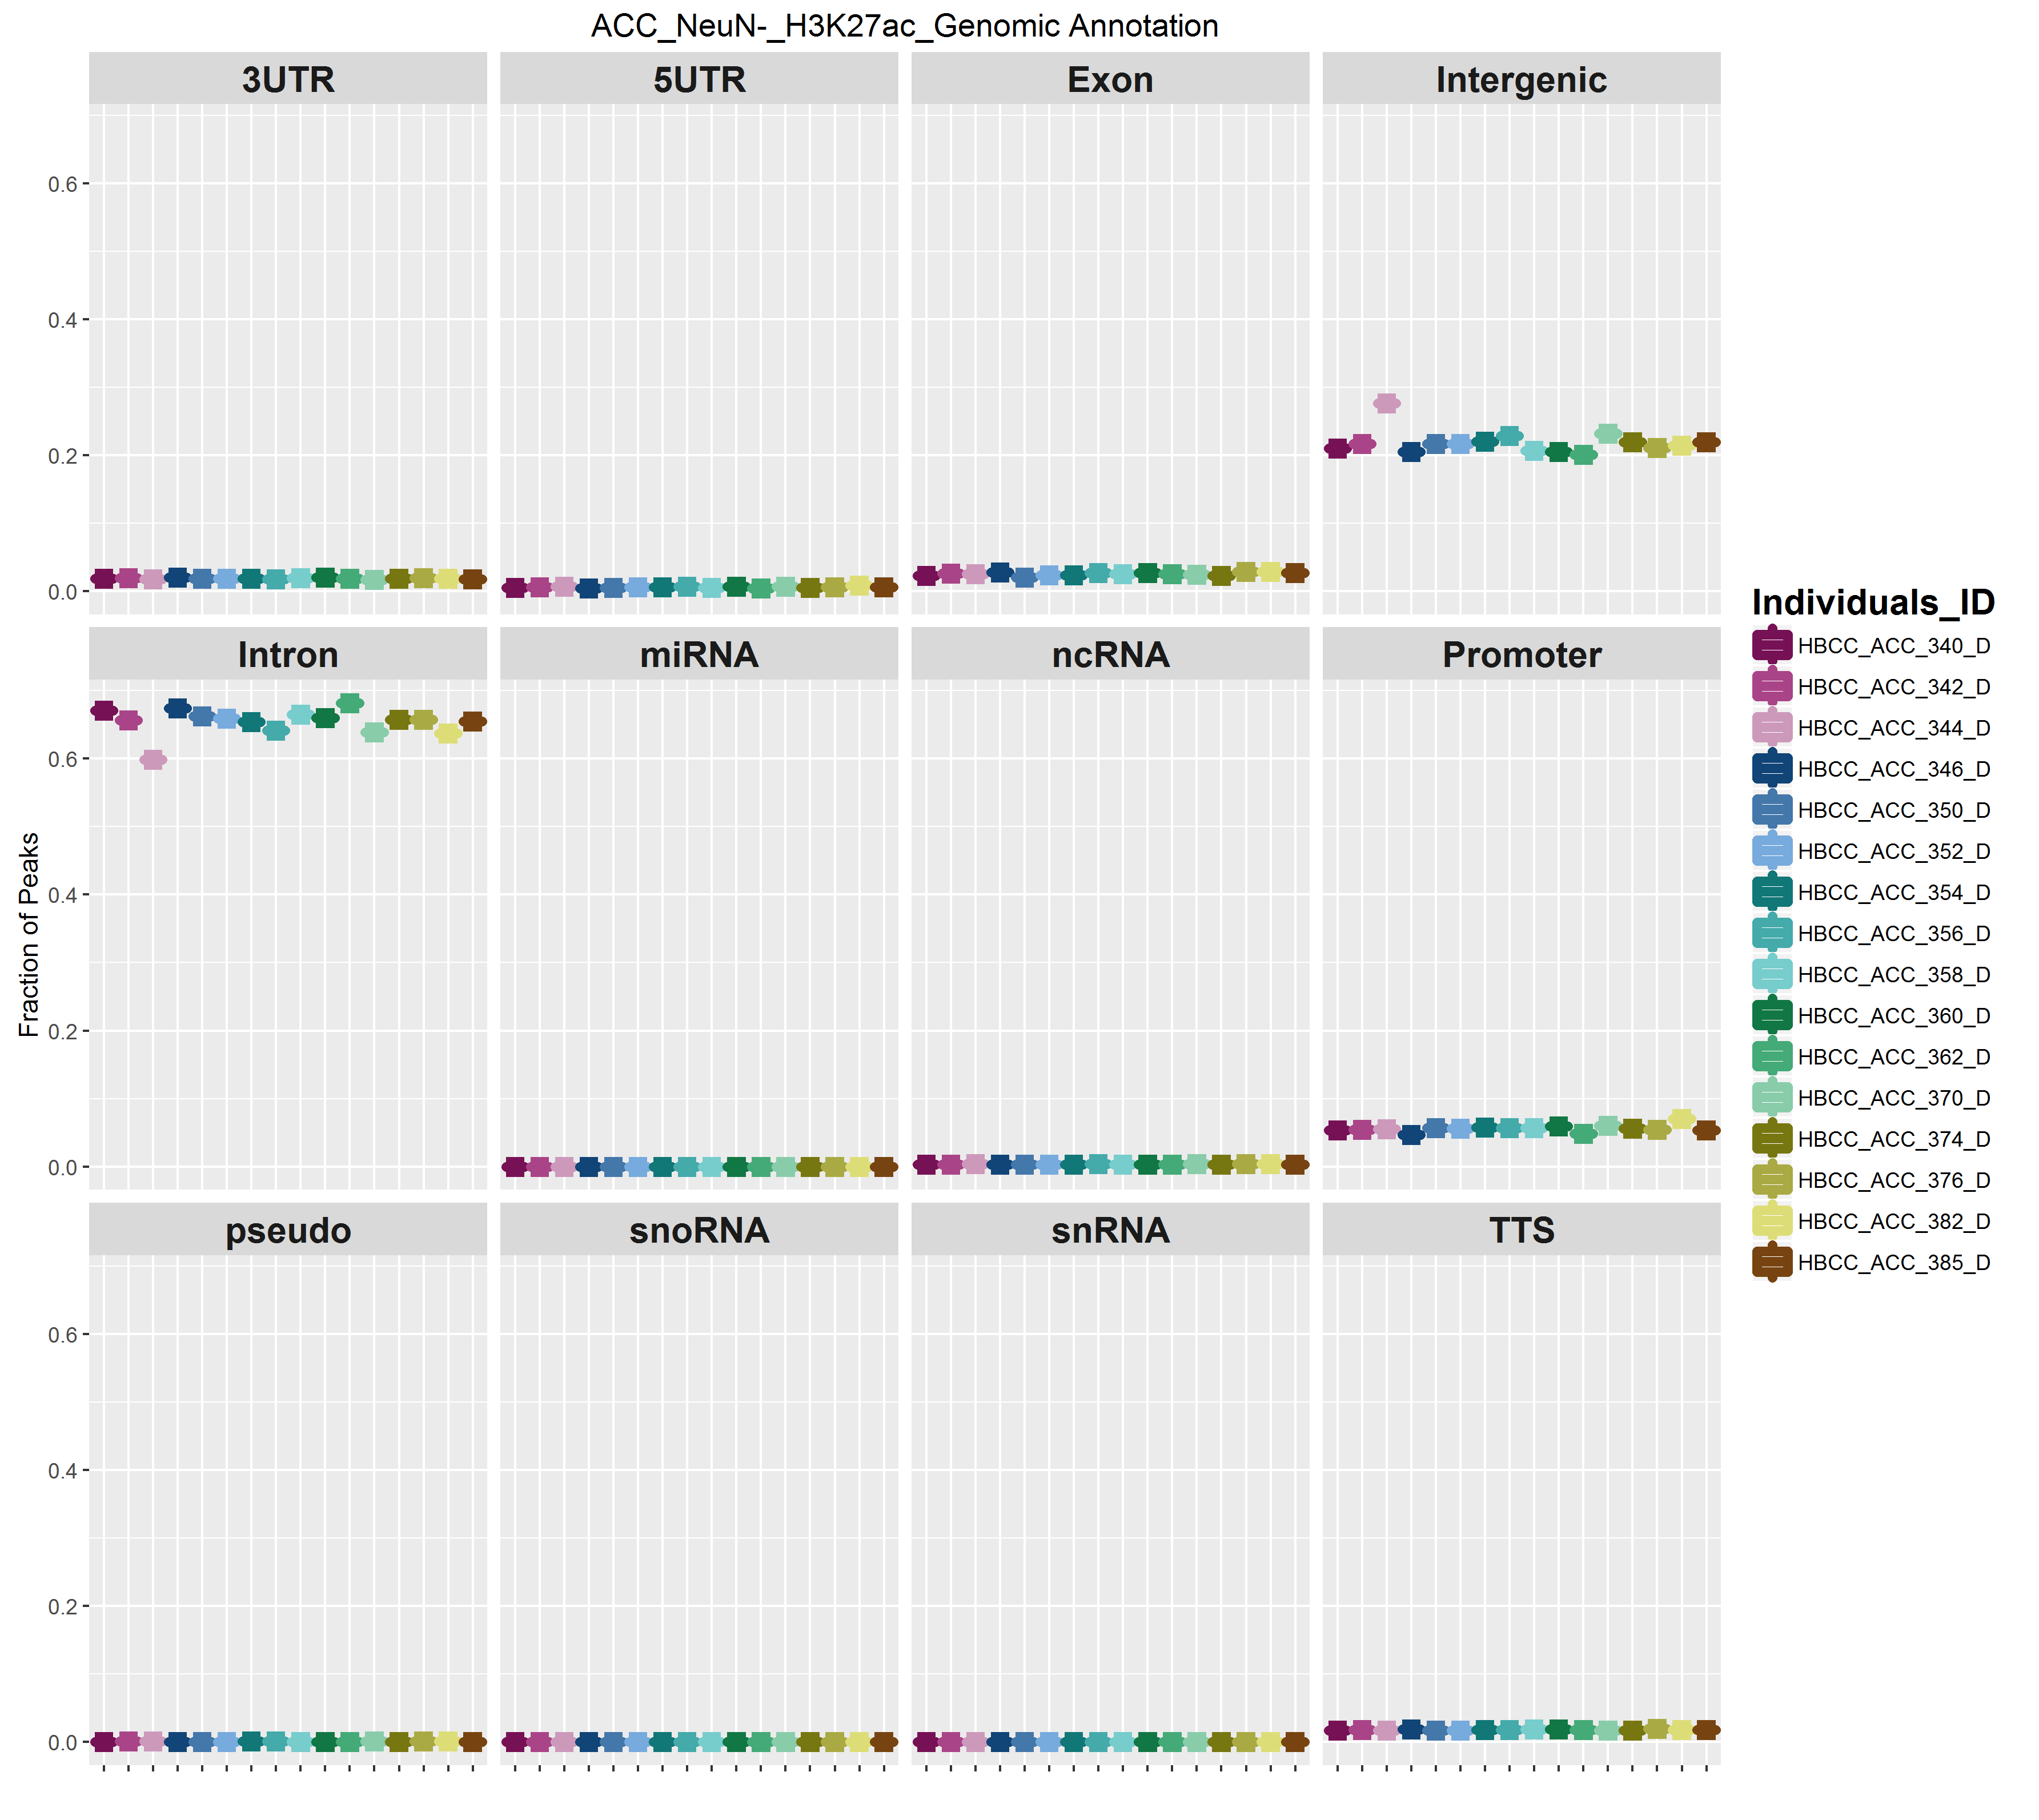 ACC_NeuN-_H3K27ac_Genomic Annotation
3UTR 5UTR Exon Intergenic
0.6
0.4
0.2
0.0
Intron miRNA ncRNA Promoter
0.6
0.4
0.2
0.0
pseudo snoRNA snRNA TTS
0.6
0.4
0.2
0.0
Fraction of Peaks
Individuals_ID
HBCC_ACC_340_D
HBCC_ACC_342_D
HBCC_ACC_344_D
HBCC_ACC_346_D
HBCC_ACC_350_D
HBCC_ACC_352_D
HBCC_ACC_354_D
HBCC_ACC_356_D
HBCC_ACC_358_D
HBCC_ACC_360_D
HBCC_ACC_362_D
HBCC_ACC_370_D
HBCC_ACC_374_D
HBCC_ACC_376_D
HBCC_ACC_382_D
HBCC_ACC_385_D